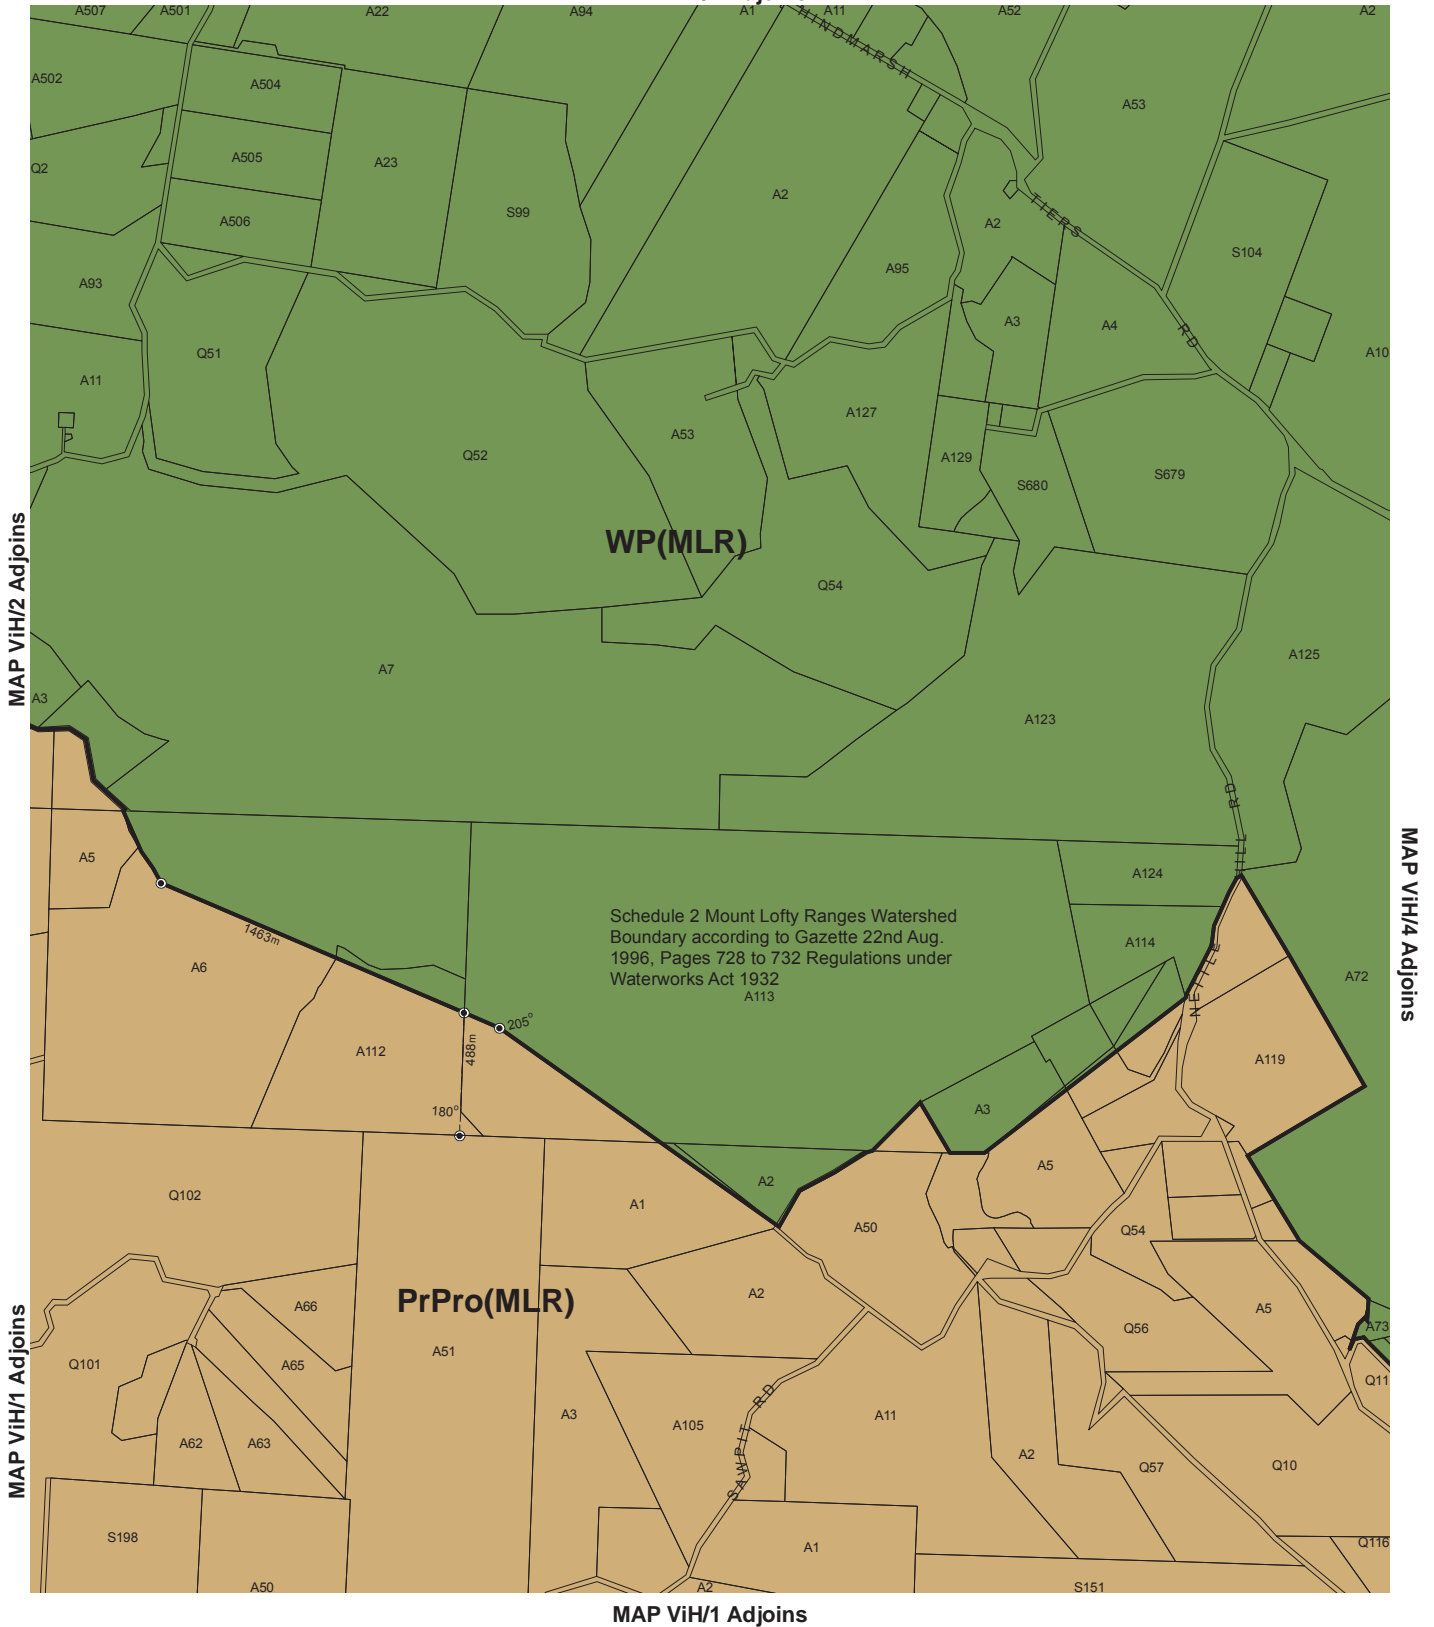 A507
A501
A22
A94
A1
A11
A52
A2
HINDMARSH
A502
A504
A53
Q2
A505
A23
A2
S99
A506
TIERS
A2
S104
A93
A95
A3
A4
RD
A10
Q51
A11
A127
A53
Q52
A129
S680
S679
MAP ViH/2 Adjoins
WP(MLR)
Q54
A7
A125
A3
A123
RD
HILL
A5
A124
MAP ViH/4 Adjoins
Schedule 2 Mount Lofty Ranges Watershed
Boundary according to Gazette 22nd Aug.
1996, Pages 728 to 732 Regulations under
Waterworks Act 1932
A113
1463m
A114
A6
A72
NETTLE
205°
488m
A112
A119
180°
A3
A5
Q102
A2
A1
A50
Q54
A2
PrPro(MLR)
A66
A5
MAP ViH/1 Adjoins
A51
Q56
A73
Q101
A65
Q11
RD
A3
A105
A11
SAWPIT
A62
A63
A2
Q57
Q10
S198
A1
Q116
A50
A2
S151
MAP ViH/1 Adjoins